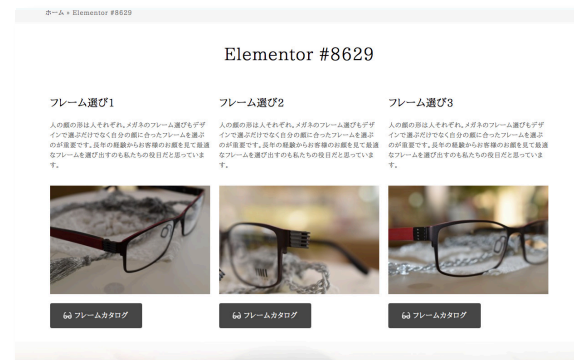 ホーム » Elementor #8629
Elementor #8629
フレーム選び1
人の顔の形は人それぞれ。メガネのフレーム選びもデザ
インで選ぶだけでなく自分の顔に合ったフレームを選ぶ
のが重要です。長年の経験からお客様のお顔を見て最適
なフレームを選び出すのも私たちの役目だと思っていま
す。
フレームカタログ
フレーム選び2
人の顔の形は人それぞれ。メガネのフレーム選びもデザ
インで選ぶだけでなく自分の顔に合ったフレームを選ぶ
のが重要です。長年の経験からお客様のお顔を見て最適
なフレームを選び出すのも私たちの役目だと思っていま
す。
フレームカタログ
フレーム選び3
人の顔の形は人それぞれ。メガネのフレーム選びもデザ
インで選ぶだけでなく自分の顔に合ったフレームを選ぶ
のが重要です。長年の経験からお客様のお顔を見て最適
なフレームを選び出すのも私たちの役目だと思っていま
す。
フレームカタログ